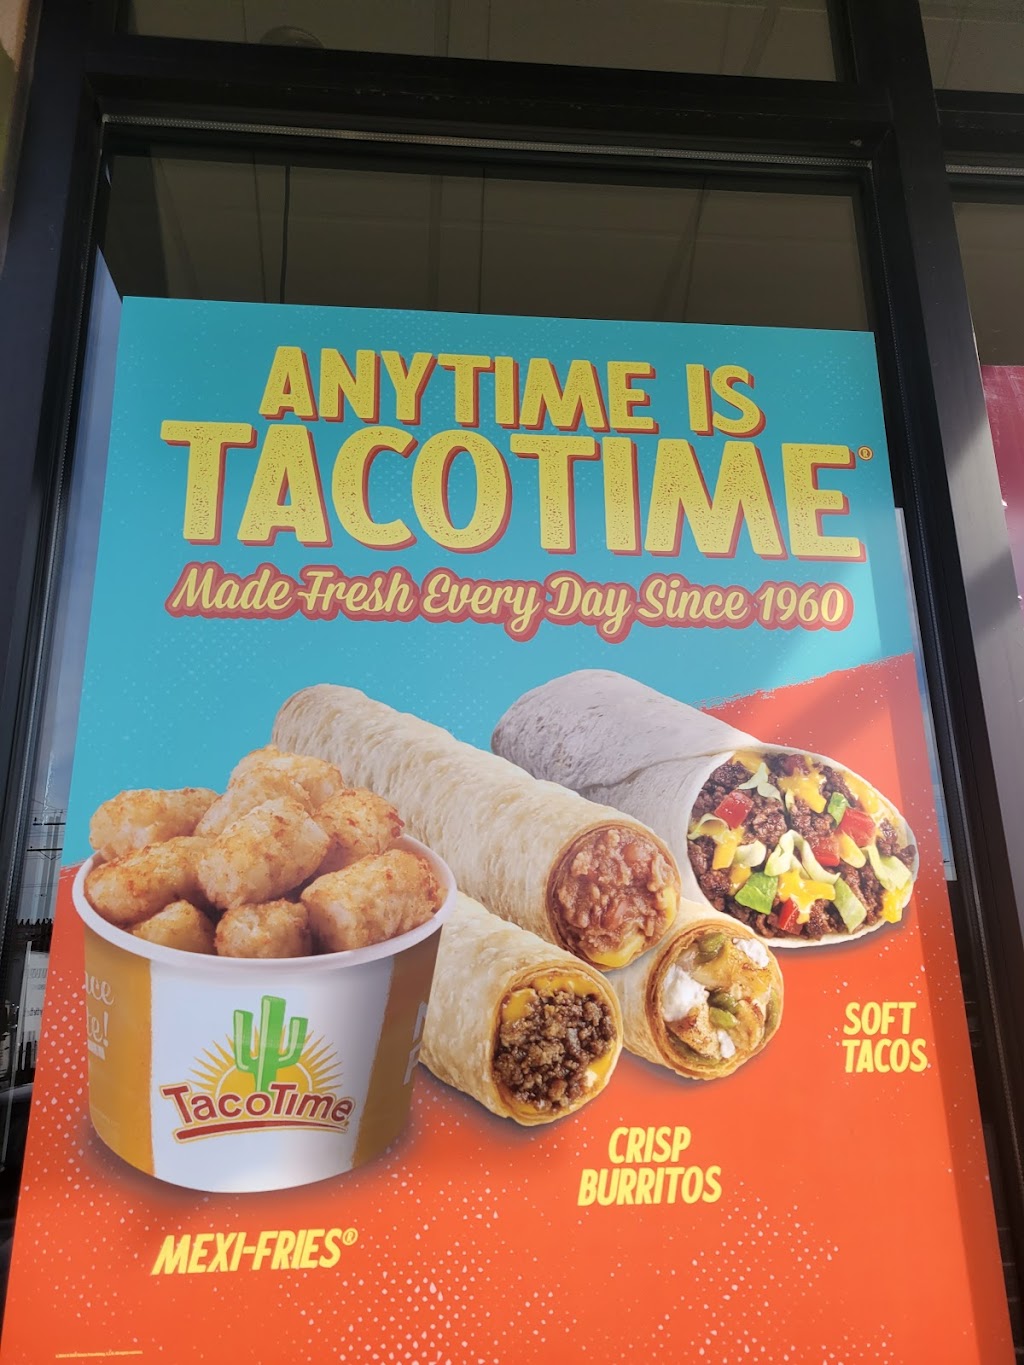 ANYTIME IS
TACOTIME®
Made Fresh Every Day Since 1960
TacoTime
SOFT
TACOS
CRISP
BURRITOS
MEXI-FRIES®